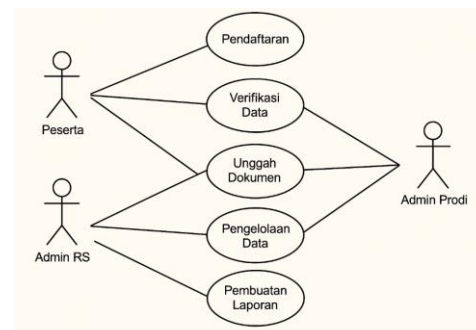 Pendaftaran
Peserta
Verifikasi
Data
Unggah
Dokumen
Admin Prodi
Admin RS
Pengelolaan
Data
Pembuatan
Laporan